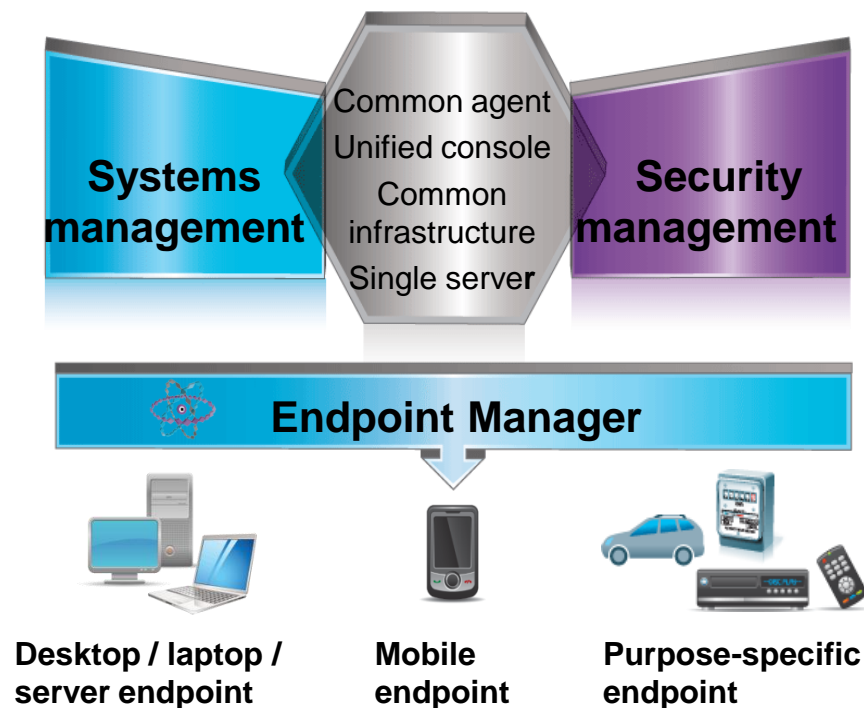 Common agent
Unified console
Common
infrastructure
Single server
Systems
management
Security
management
Endpoint Manager
Desktop / laptop /
server endpoint
Mobile
endpoint
Purpose-specific
endpoint